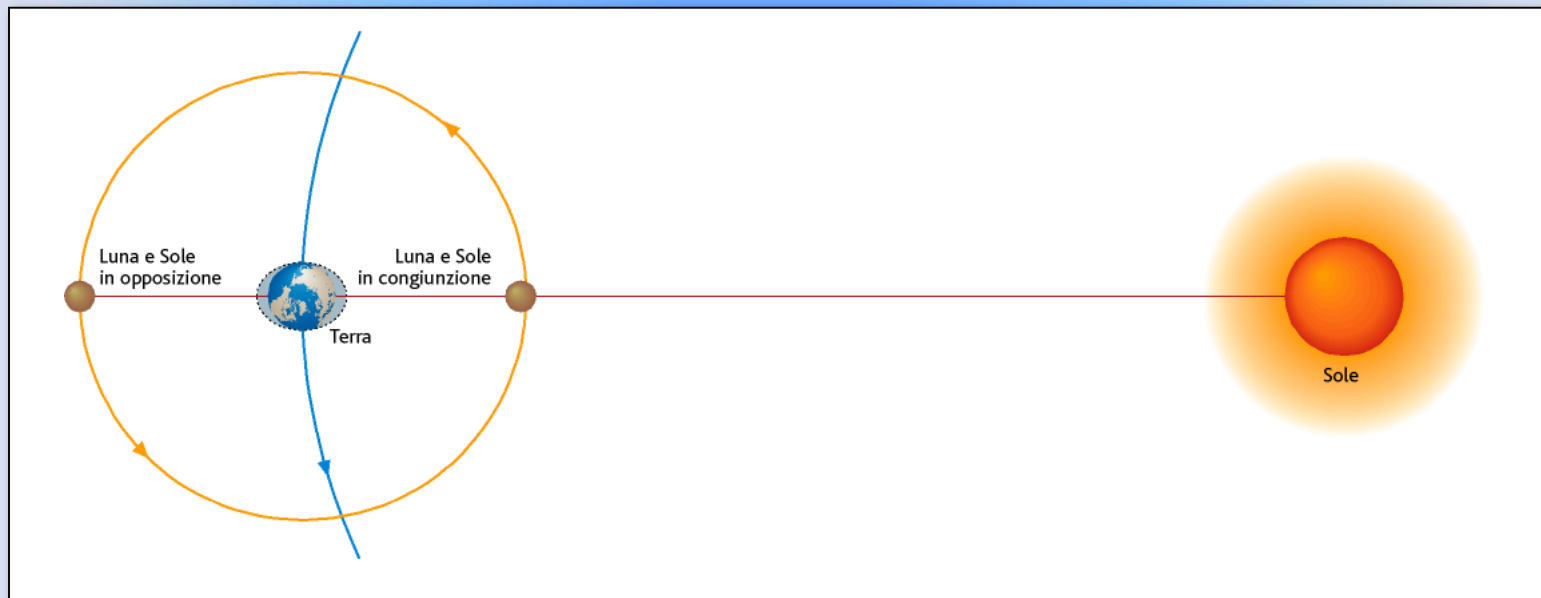 Luna e Sole
in opposizione
Luna e Sole
in congiunzione
Terra
Sole